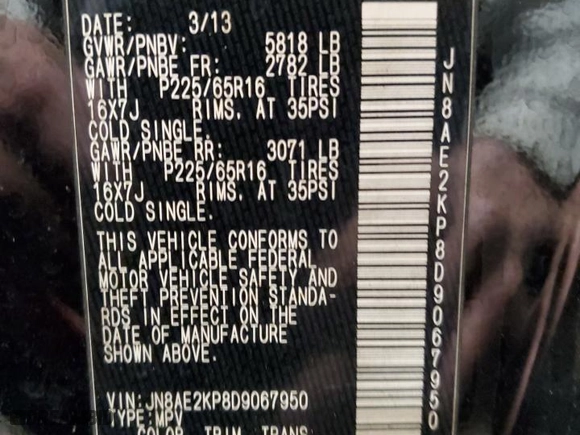 DATE: 3/13
GVWR/PNBV: 5818 LB
GAWR/PNBE FR: 2782 LB
WITH P225/65R16 TIRES
16X7J RIMS. AT 35PSI
COLD SINGLE.
GAWR/PNBE RR: 3071 LB
WITH P225/65R16 TIRES
16X7J RIMS. AT 35PSI
COLD SINGLE.
THIS VEHICLE CONFORMS TO
ALL APPLICABLE FEDERAL
MOTOR VEHICLE SAFETY AND
THEFT PREVENTION STANDA-
RDS IN EFFECT ON THE
DATE OF MANUFACTURE
SHOWN ABOVE.
VIN:JN8AE2KP8D9067950
TYPE:MPV
COLOR TRIM TRANS
JN8AE2KP8D9067950